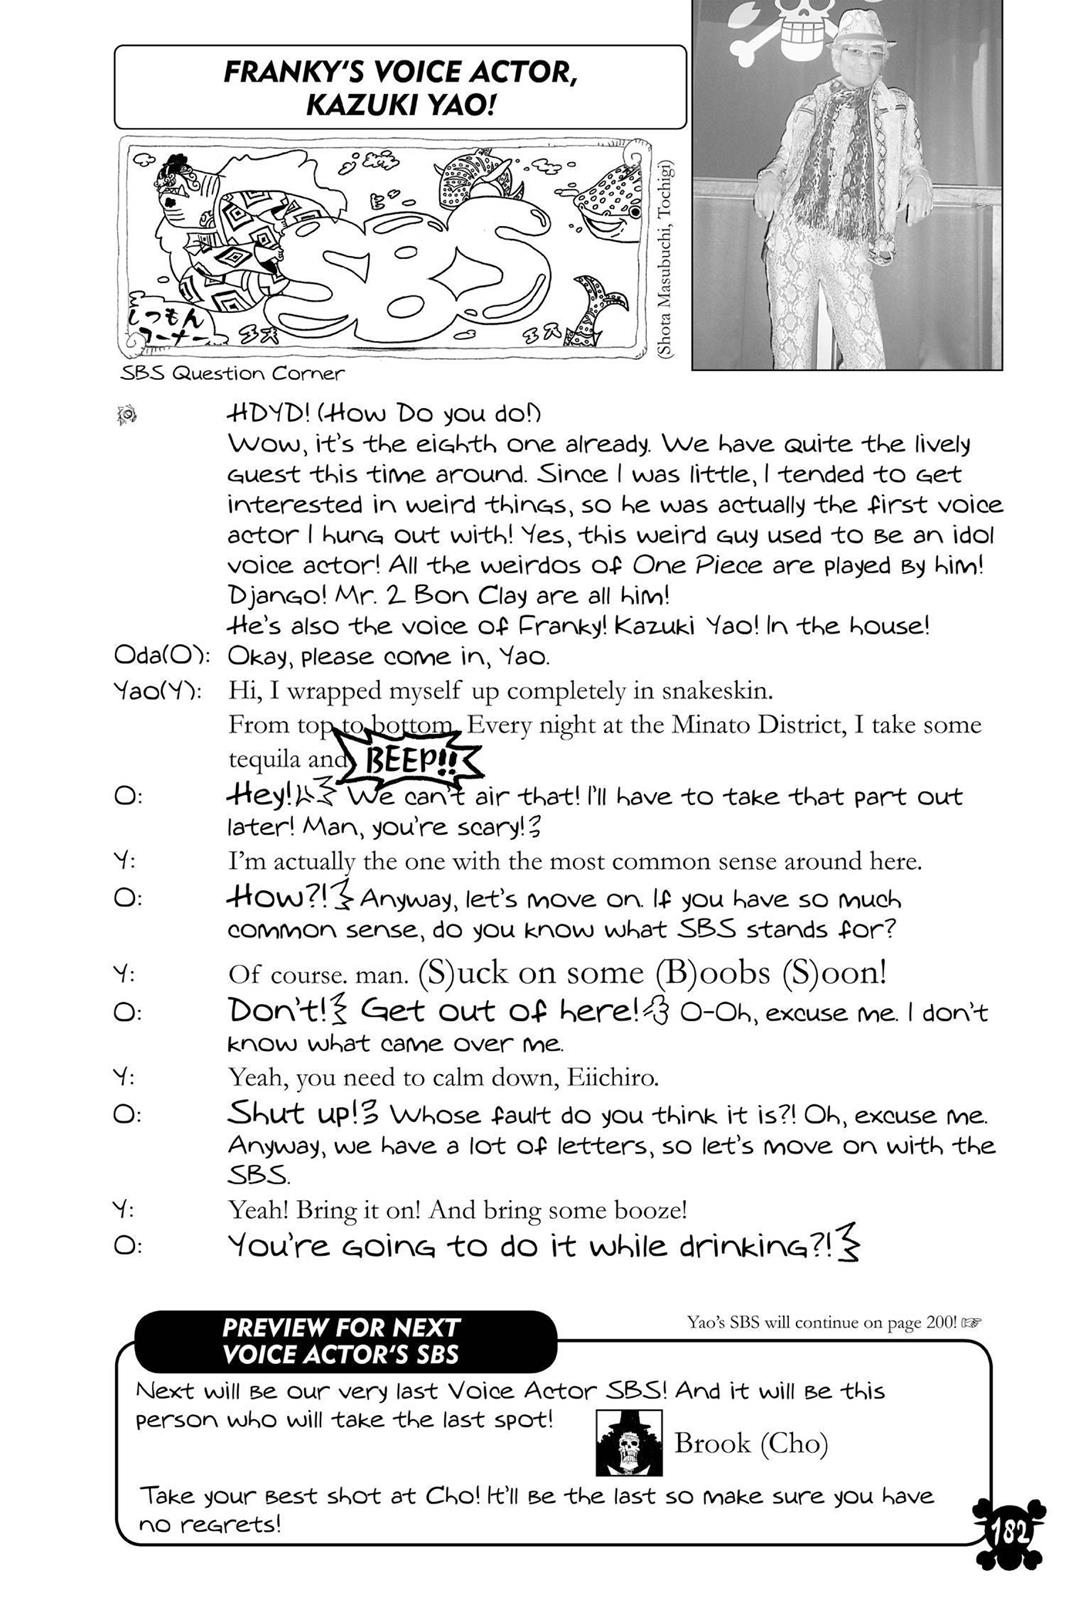 FRANKY'S VOICE ACTOR,
KAZUKI YAO!
SBS
しつもん
コーナー
(Shota Masubuchi, Tochigi)
SBS Question Corner
HDYD! (How Do you do!)
Wow, it's the eighth one already. We have quite the lively
guest this time around. Since I was little, I tended to get
interested in weird things, so he was actually the first voice
actor I hung out with! Yes, this weird guy used to be an idol
voice actor! All the weirdos of One Piece are played by him!
Django! Mr. 2 Bon Clay are all him!
He's also the voice of Franky! Kazuki Yao! In the house!
Oda(O): Okay, please come in, Yao.
Yao(Y): Hi, I wrapped myself up completely in snakeskin.
From top to bottom. Every night at the Minato District, I take some
tequila and BEEP!!
O: Hey! We can't air that! I'll have to take that part out
later! Man, you're scary!
Y: I'm actually the one with the most common sense around here.
O: How?! Anyway, let's move on. If you have so much
common sense, do you know what SBS stands for?
Y: Of course. man. (S)uck on some (B)oobs (S)oon!
O: Don't! Get out of here! O-Oh, excuse me. I don't
know what came over me.
Y: Yeah, you need to calm down, Eiichiro.
O: Shut up! Whose fault do you think it is?! Oh, excuse me.
Anyway, we have a lot of letters, so let's move on with the
SBS.
Y: Yeah! Bring it on! And bring some booze!
O: You're going to do it while drinking?!
Yao's SBS will continue on page 200!
PREVIEW FOR NEXT
VOICE ACTOR'S SBS
Next will be our very last Voice Actor SBS! And it will be this
person who will take the last spot!
Brook (Cho)
Take your best shot at Cho! It'll be the last so make sure you have
no regrets!
182